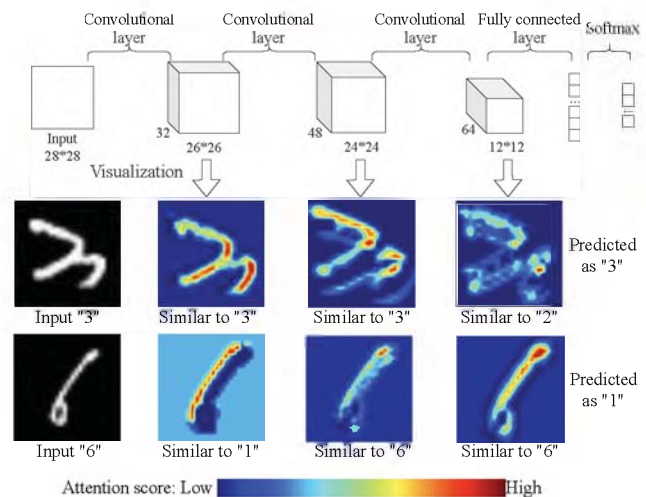 Convolutional layer
Convolutional layer
Convolutional layer
Fully connected layer
Softmax
Input
28*28
32
26*26
48
24*24
64
12*12
...
...
Visualization
Predicted as "3"
Input "3"
Similar to "3"
Similar to "3"
Similar to "2"
Predicted as "1"
Input "6"
Similar to "1"
Similar to "6"
Similar to "6"
Attention score: Low
High